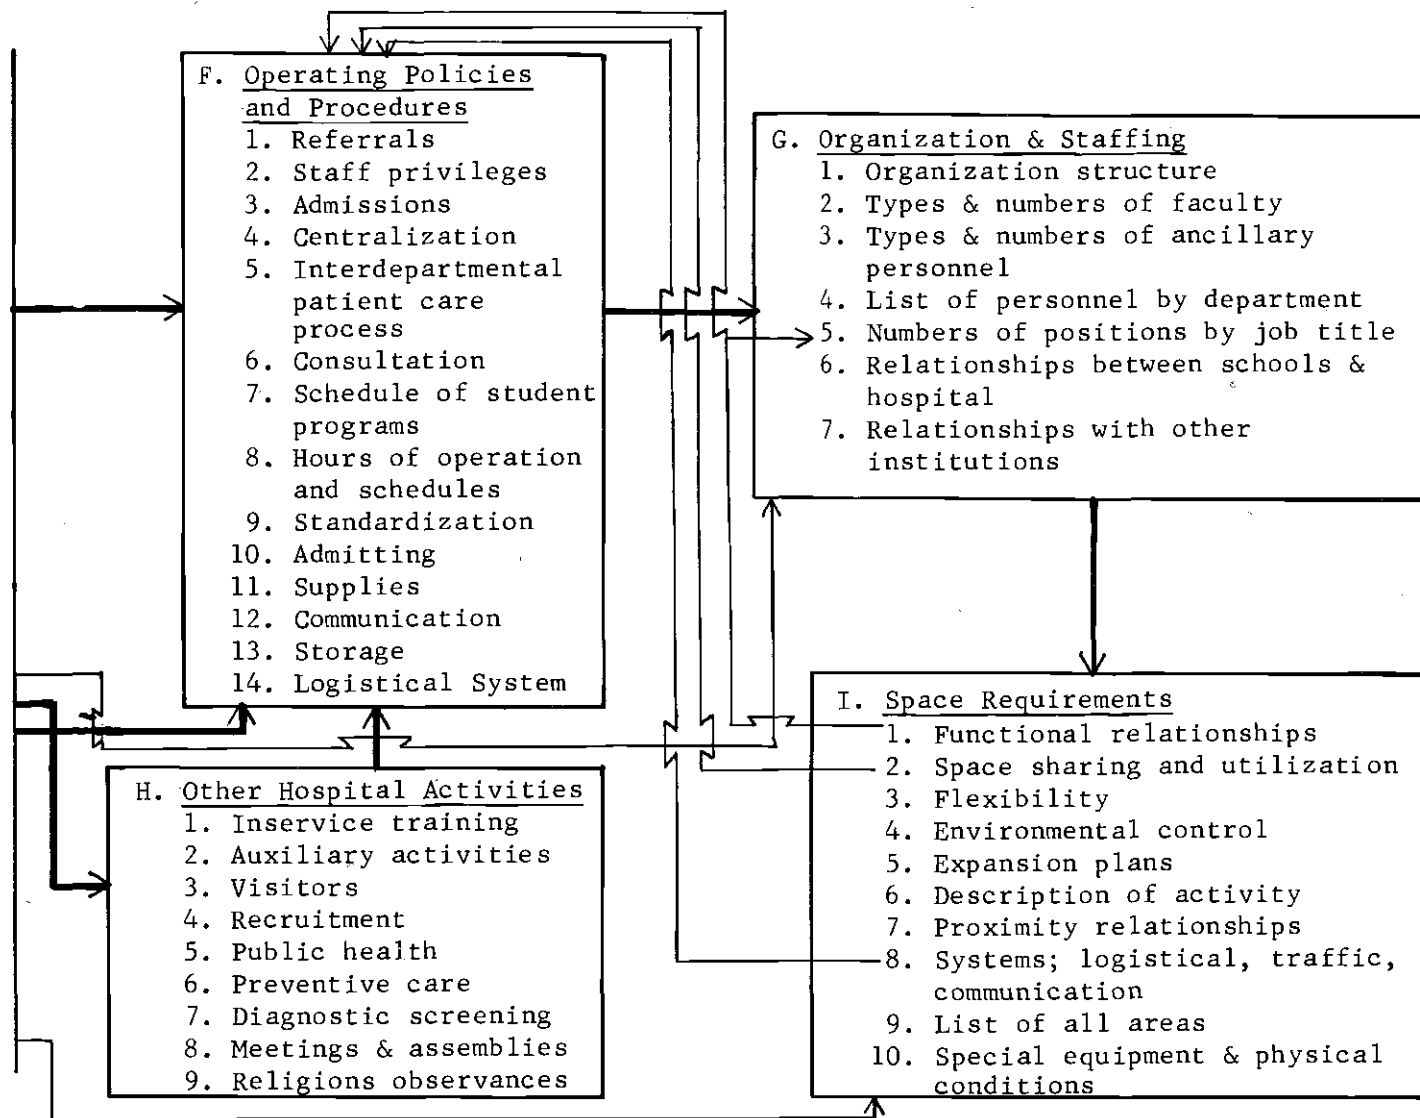 F. Operating Policies
and Procedures
1. Referrals
2. Staff privileges
3. Admissions
4. Centralization
5. Interdepartmental
patient care
process
6. Consultation
7. Schedule of student
programs
8. Hours of operation
and schedules
9. Standardization
10. Admitting
11. Supplies
12. Communication
13. Storage
14. Logistical System
G. Organization & Staffing
1. Organization structure
2. Types & numbers of faculty
3. Types & numbers of ancillary
personnel
4. List of personnel by department
5. Numbers of positions by job title
6. Relationships between schools &
hospital
7. Relationships with other
institutions
H. Other Hospital Activities
1. Inservice training
2. Auxiliary activities
3. Visitors
4. Recruitment
5. Public health
6. Preventive care
7. Diagnostic screening
8. Meetings & assemblies
9. Religions observances
I. Space Requirements
1. Functional relationships
2. Space sharing and utilization
3. Flexibility
4. Environmental control
5. Expansion plans
6. Description of activity
7. Proximity relationships
8. Systems; logistical, traffic,
communication
9. List of all areas
10. Special equipment & physical
conditions